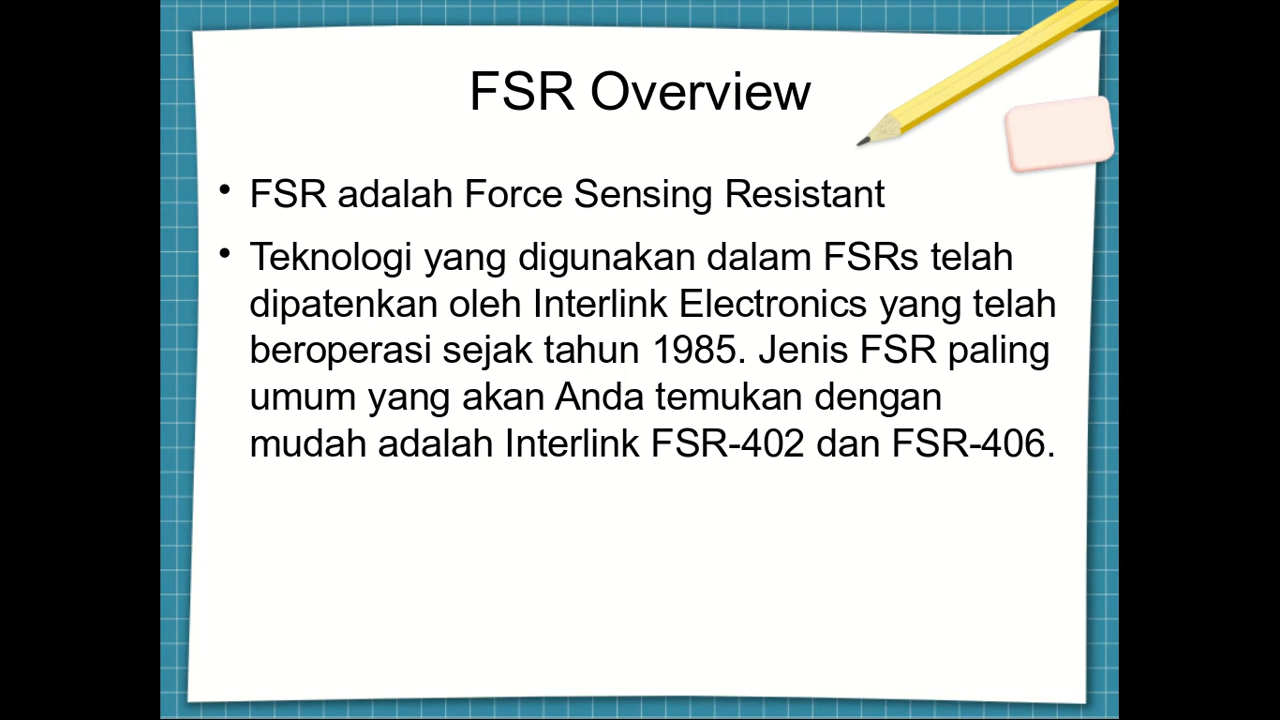 FSR Overview
• FSR adalah Force Sensing Resistant
• Teknologi yang digunakan dalam FSRs telah
dipatenkan oleh Interlink Electronics yang telah
beroperasi sejak tahun 1985. Jenis FSR paling
umum yang akan Anda temukan dengan
mudah adalah Interlink FSR-402 dan FSR-406.